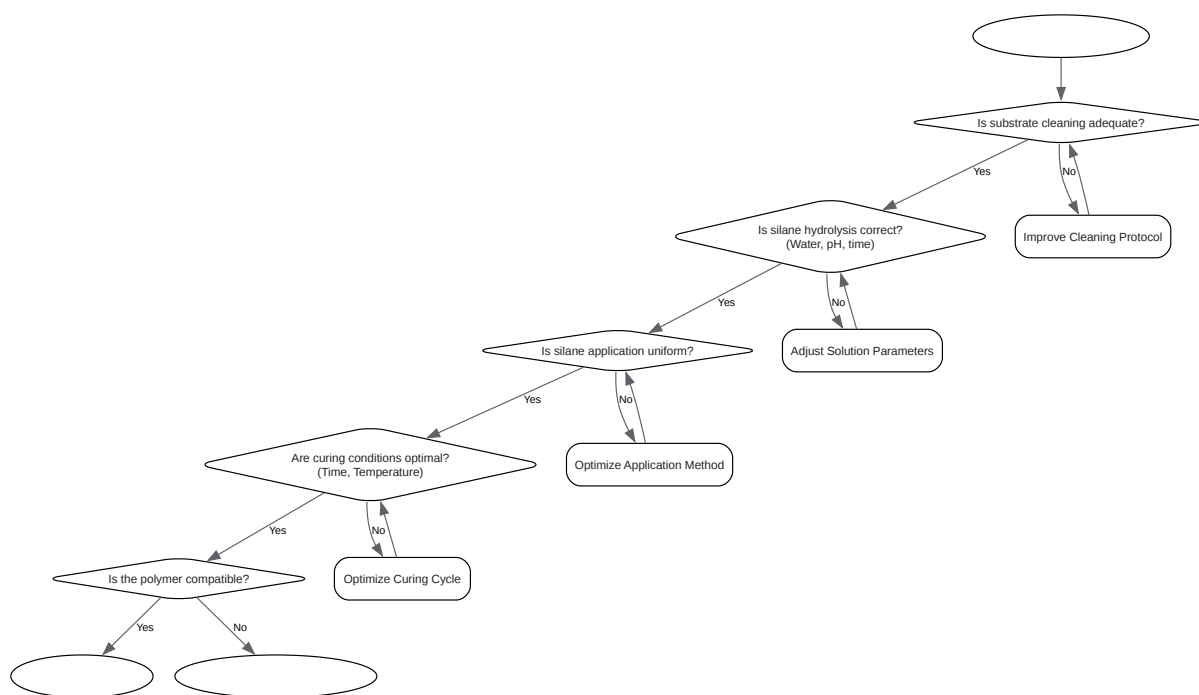 Is substrate cleaning adequate?
Yes
No
Improve Cleaning Protocol
Is silane hydrolysis correct?
(Water, pH, time)
Yes
No
Adjust Solution Parameters
Is silane application uniform?
Yes
No
Optimize Application Method
Are curing conditions optimal?
(Time, Temperature)
Yes
No
Optimize Curing Cycle
Is the polymer compatible?
Yes
No